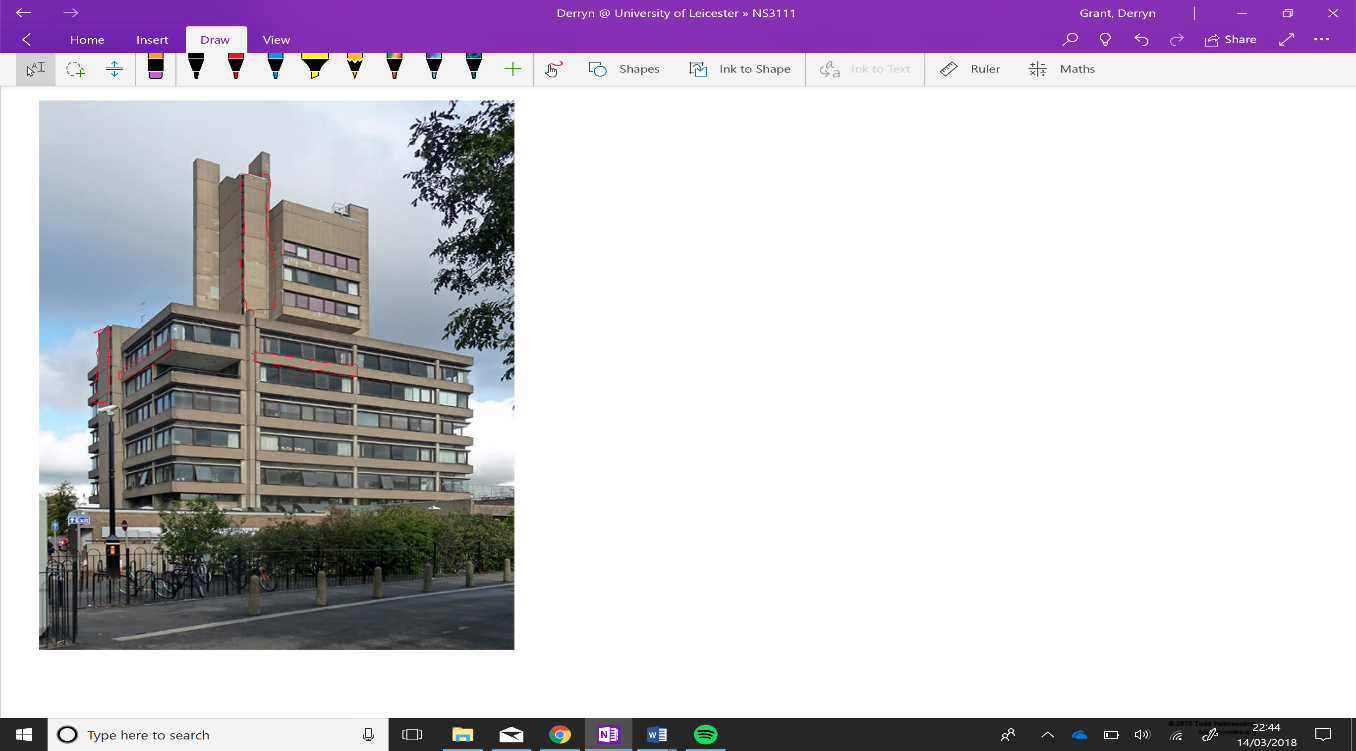 Derryn @ University of Leicester » NS3111
Grant, Derryn
Home Insert Draw View
Share
Shapes Ink to Shape Ink to Text Ruler Maths
Type here to search
22:44
14/03/2018